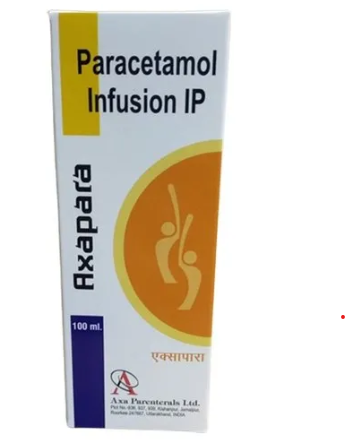 Paracetamol
Infusion IP
Axapara
100 ml.
एक्सापारा
Axa Parenterals Ltd.